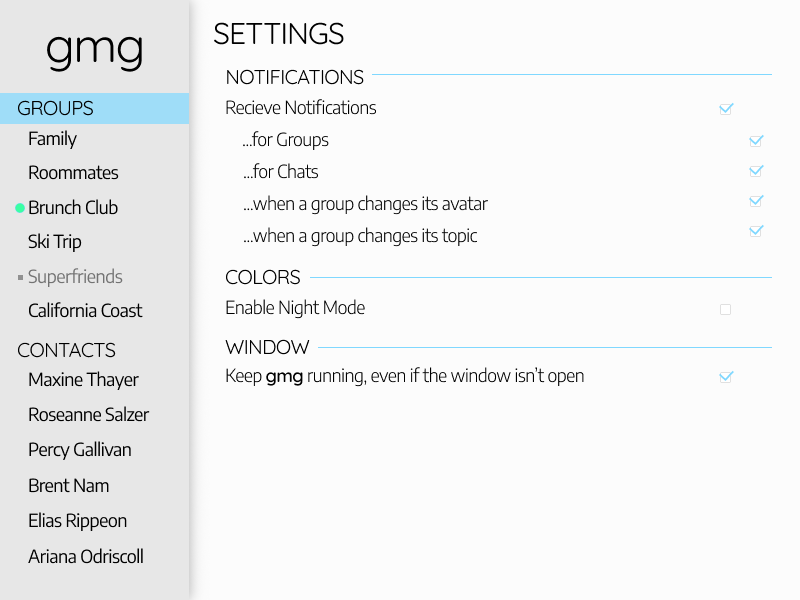 gmg
GROUPS
Family
Roommates
Brunch Club
Ski Trip
Superfriends
California Coast
CONTACTS
Maxine Thayer
Roseanne Salzer
Percy Gallivan
Brent Nam
Elias Rippeon
Ariana Odriscoll
SETTINGS
NOTIFICATIONS
Recieve Notifications
...for Groups
...for Chats
...when a group changes its avatar
...when a group changes its topic
COLORS
Enable Night Mode
WINDOW
Keep gmg running, even if the window isn't open